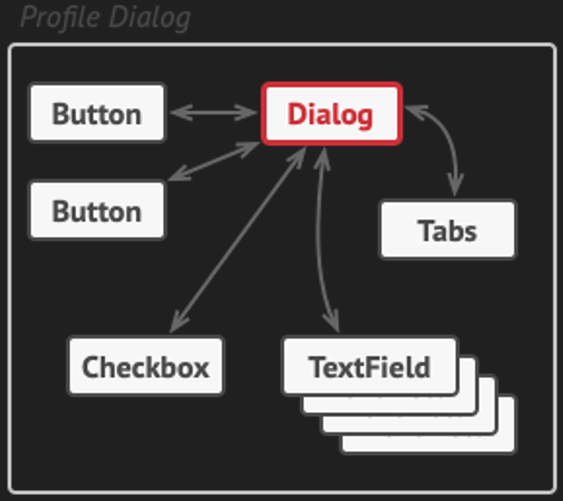 Profile Dialog
Button
Dialog
Button
Tabs
Checkbox
TextField